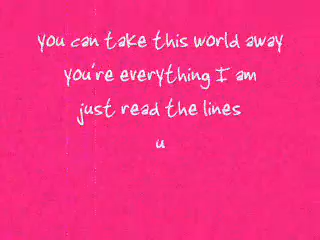 you can take this world away
you're everything I am
just read the lines
u